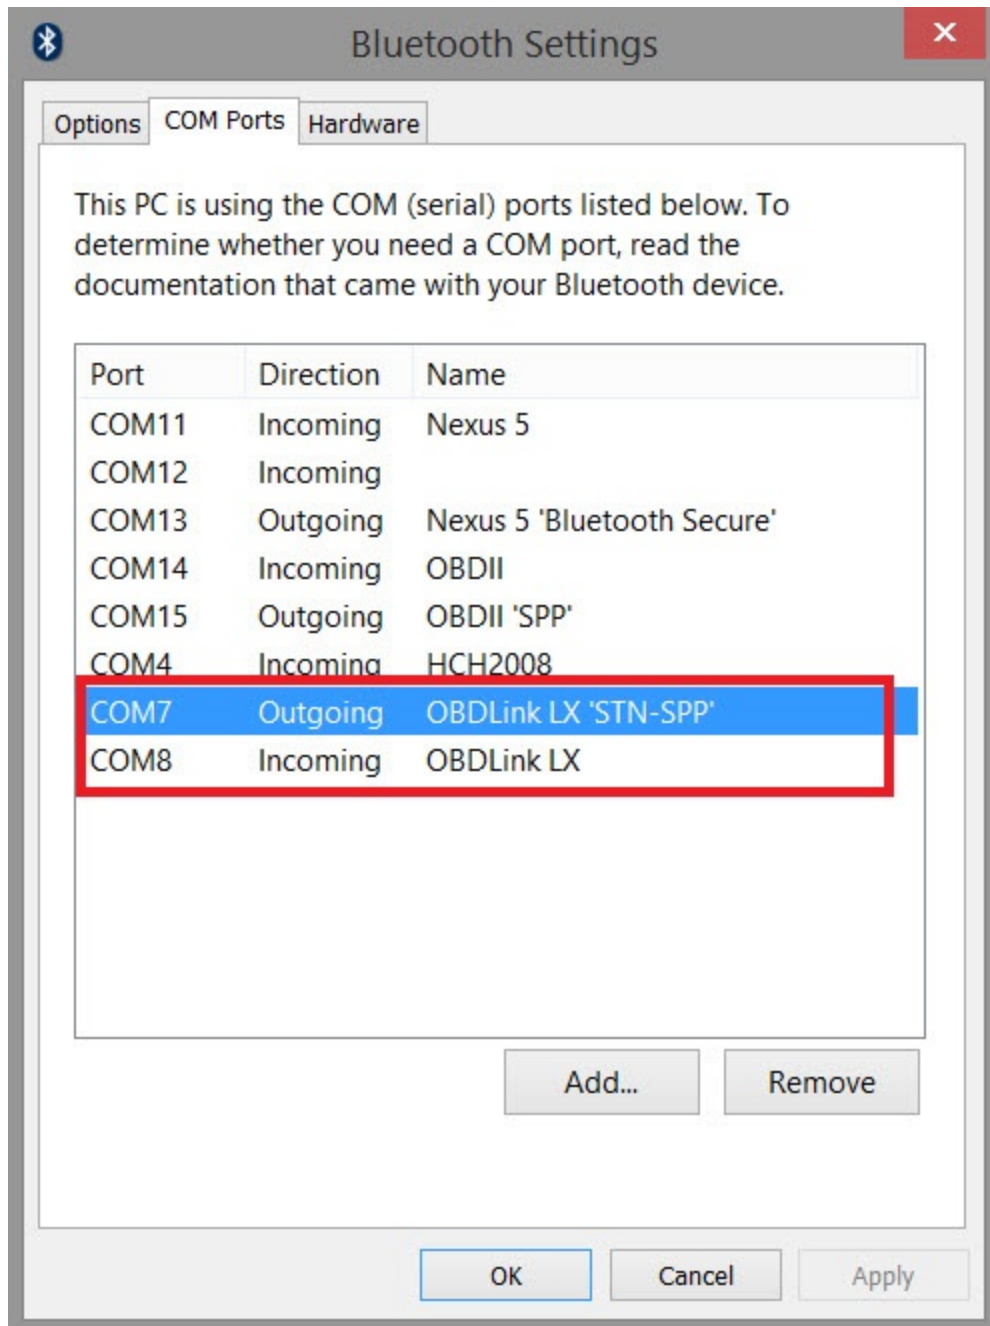 Bluetooth Settings
Options COM Ports Hardware
This PC is using the COM (serial) ports listed below. To
determine whether you need a COM port, read the
documentation that came with your Bluetooth device.
Port Direction Name
COM11 Incoming Nexus 5
COM12 Incoming
COM13 Outgoing Nexus 5 'Bluetooth Secure'
COM14 Incoming OBDII
COM15 Outgoing OBDII 'SPP'
COM4 Incoming HCH2008
COM7 Outgoing OBDLink LX 'STN-SPP'
COM8 Incoming OBDLink LX
Add... Remove
OK Cancel Apply